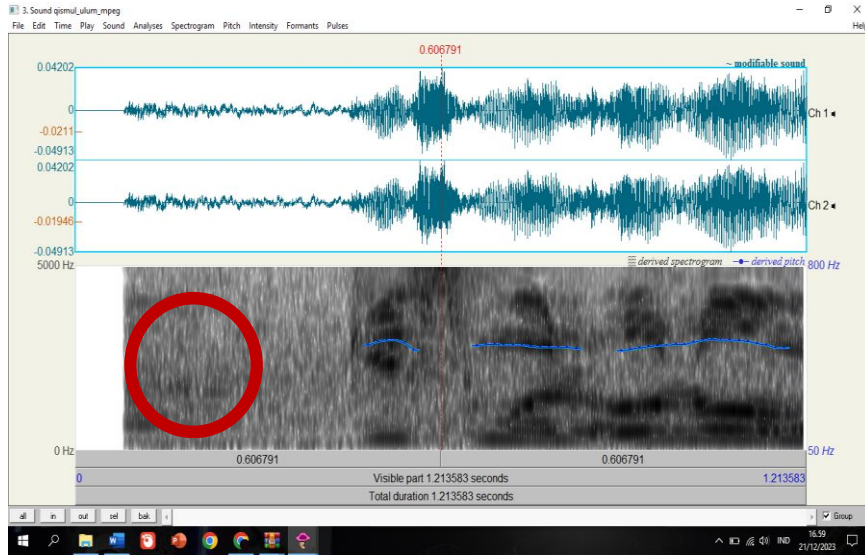 3. Sound qismul_ulum_mpeg
File Edit Time Play Sound Analyses Spectrogram Pitch Intensity Formants Pulses Help
0.606791
0.04202 ~ modifiable sound
0 Ch 1
-0.0211
-0.04913
0.04202
0 Ch 2
-0.01946
-0.04913
5000 Hz derived spectrogram derived pitch 800 Hz
0 Hz 50 Hz
0.606791 0.606791
0 Visible part 1.213583 seconds 1.213583
Total duration 1.213583 seconds
all in out sel bak Group
IND 16.59
21/12/2023